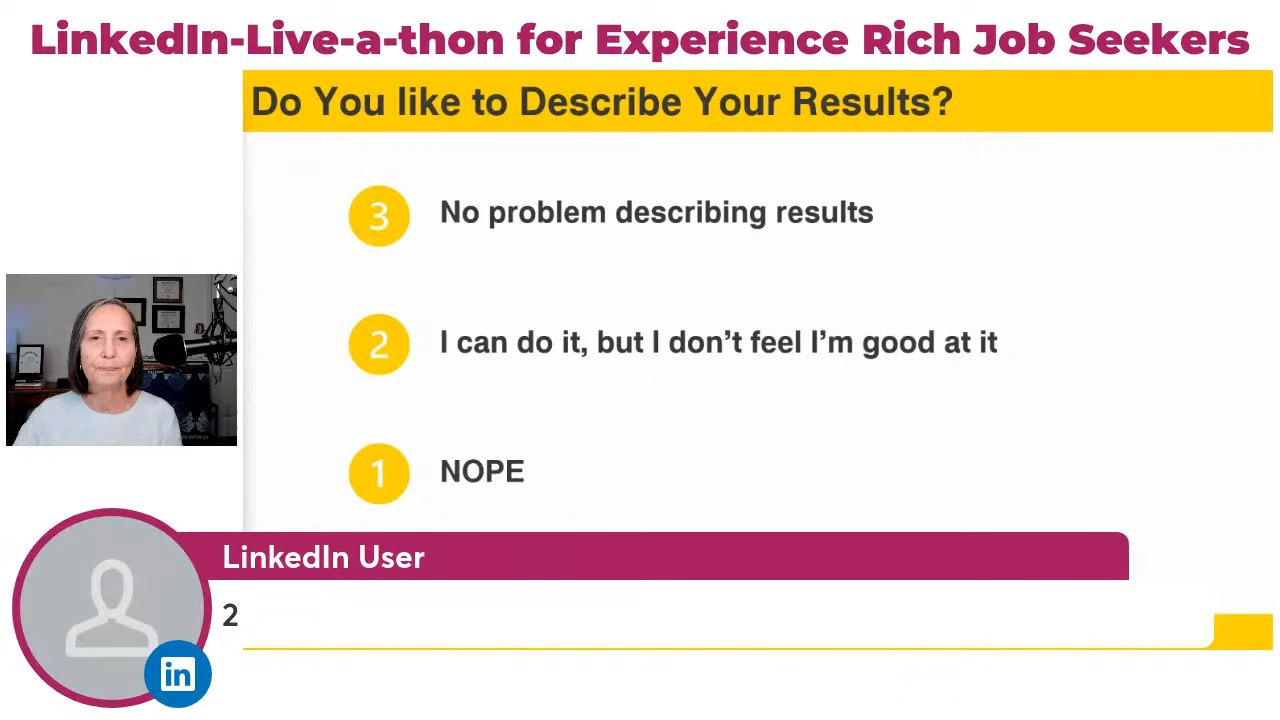 LinkedIn-Live-a-thon for Experience Rich Job Seekers
Do You like to Describe Your Results?
3 No problem describing results
2 I can do it, but I don’t feel I’m good at it
1 NOPE
LinkedIn User
2
in